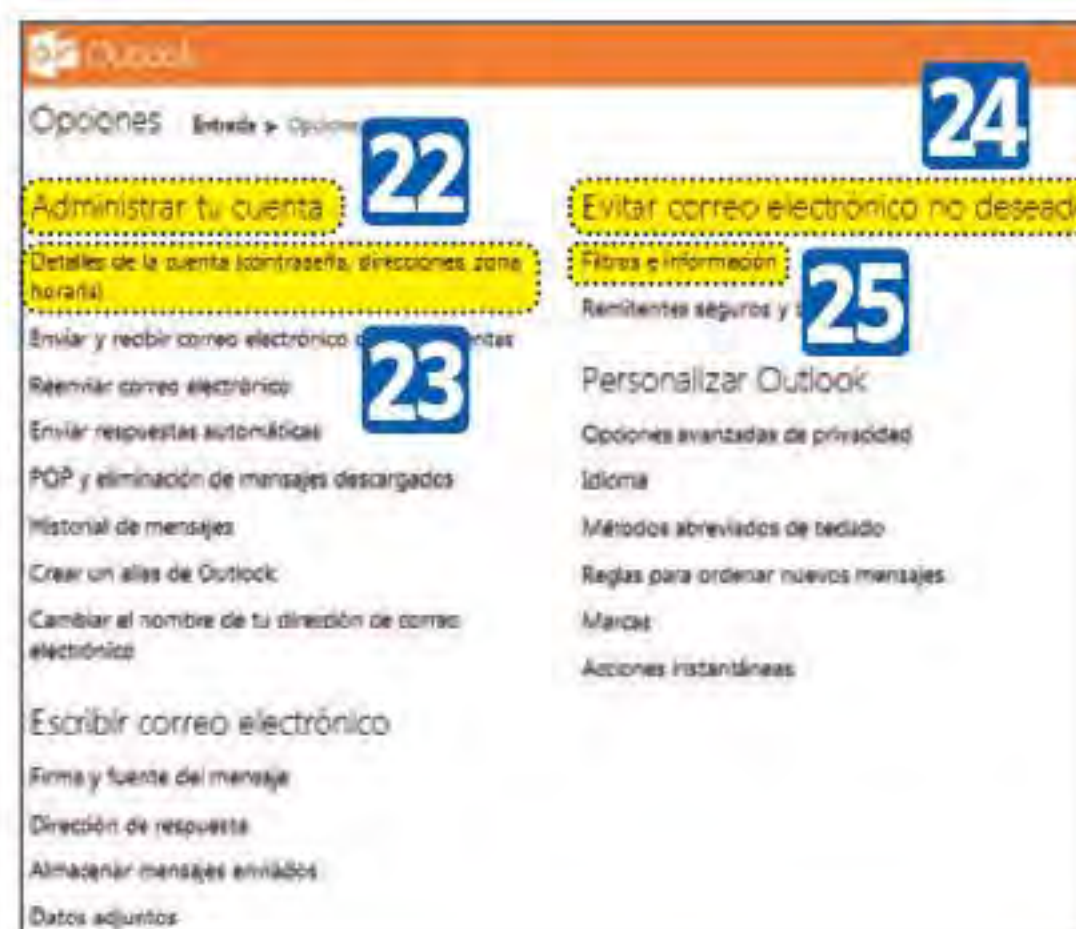 Outlook
Opciones Entrada ▸ Opciones
22
24
Administrar tu cuenta
Detalles de la cuenta (contraseña, direcciones, zona
horaria)
Enviar y recibir correo electrónico
23
Reenviar correo electrónico
Enviar respuestas automáticas
POP y eliminación de mensajes descargados
Historial de mensajes
Crear un alias de Outlook
Cambiar el nombre de tu dirección de correo
electrónico
Escribir correo electrónico
Firma y fuente del mensaje
Dirección de respuesta
Almacenar mensajes enviados
Datos adjuntos
Evitar correo electrónico no desead
Filtros e información
25
Remitentes seguros y
Personalizar Outlook
Opciones avanzadas de privacidad
Idioma
Métodos abreviados de teclado
Reglas para ordenar nuevos mensajes
Marcas
Acciones instantáneas